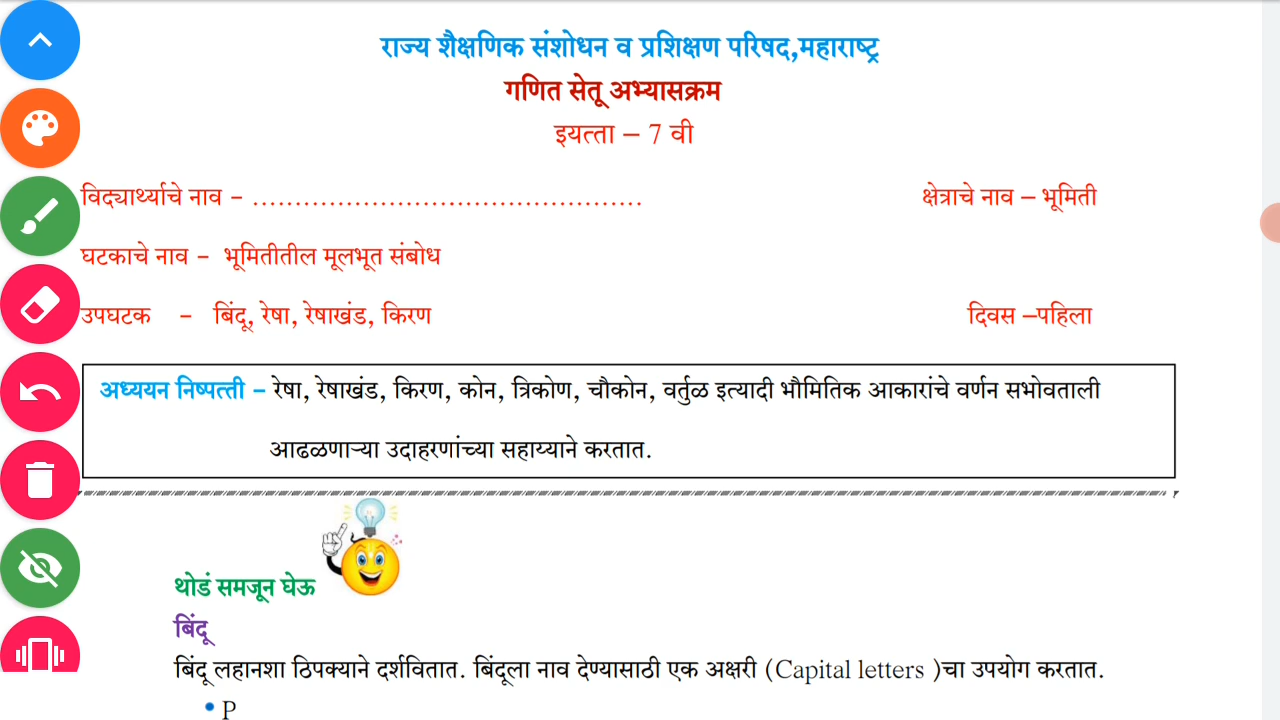 राज्य शैक्षणिक संशोधन व प्रशिक्षण परिषद,महाराष्ट्र
गणित सेतू अभ्यासक्रम
इयत्ता – 7 वी
विद्यार्थ्याचे नाव – ............................................ क्षेत्राचे नाव – भूमिती
घटकाचे नाव – भूमितीतील मूलभूत संबोध
उपघटक – बिंदू, रेषा, रेषाखंड, किरण दिवस –पहिला
अध्ययन निष्पत्ती – रेषा, रेषाखंड, किरण, कोन, त्रिकोण, चौकोन, वर्तुळ इत्यादी भौमितिक आकारांचे वर्णन सभोवताली
आढळणाऱ्या उदाहरणांच्या सहाय्याने करतात.
थोडं समजून घेऊ
बिंदू
बिंदू लहानशा ठिपक्याने दर्शवितात. बिंदूला नाव देण्यासाठी एक अक्षरी (Capital letters )चा उपयोग करतात.
• P